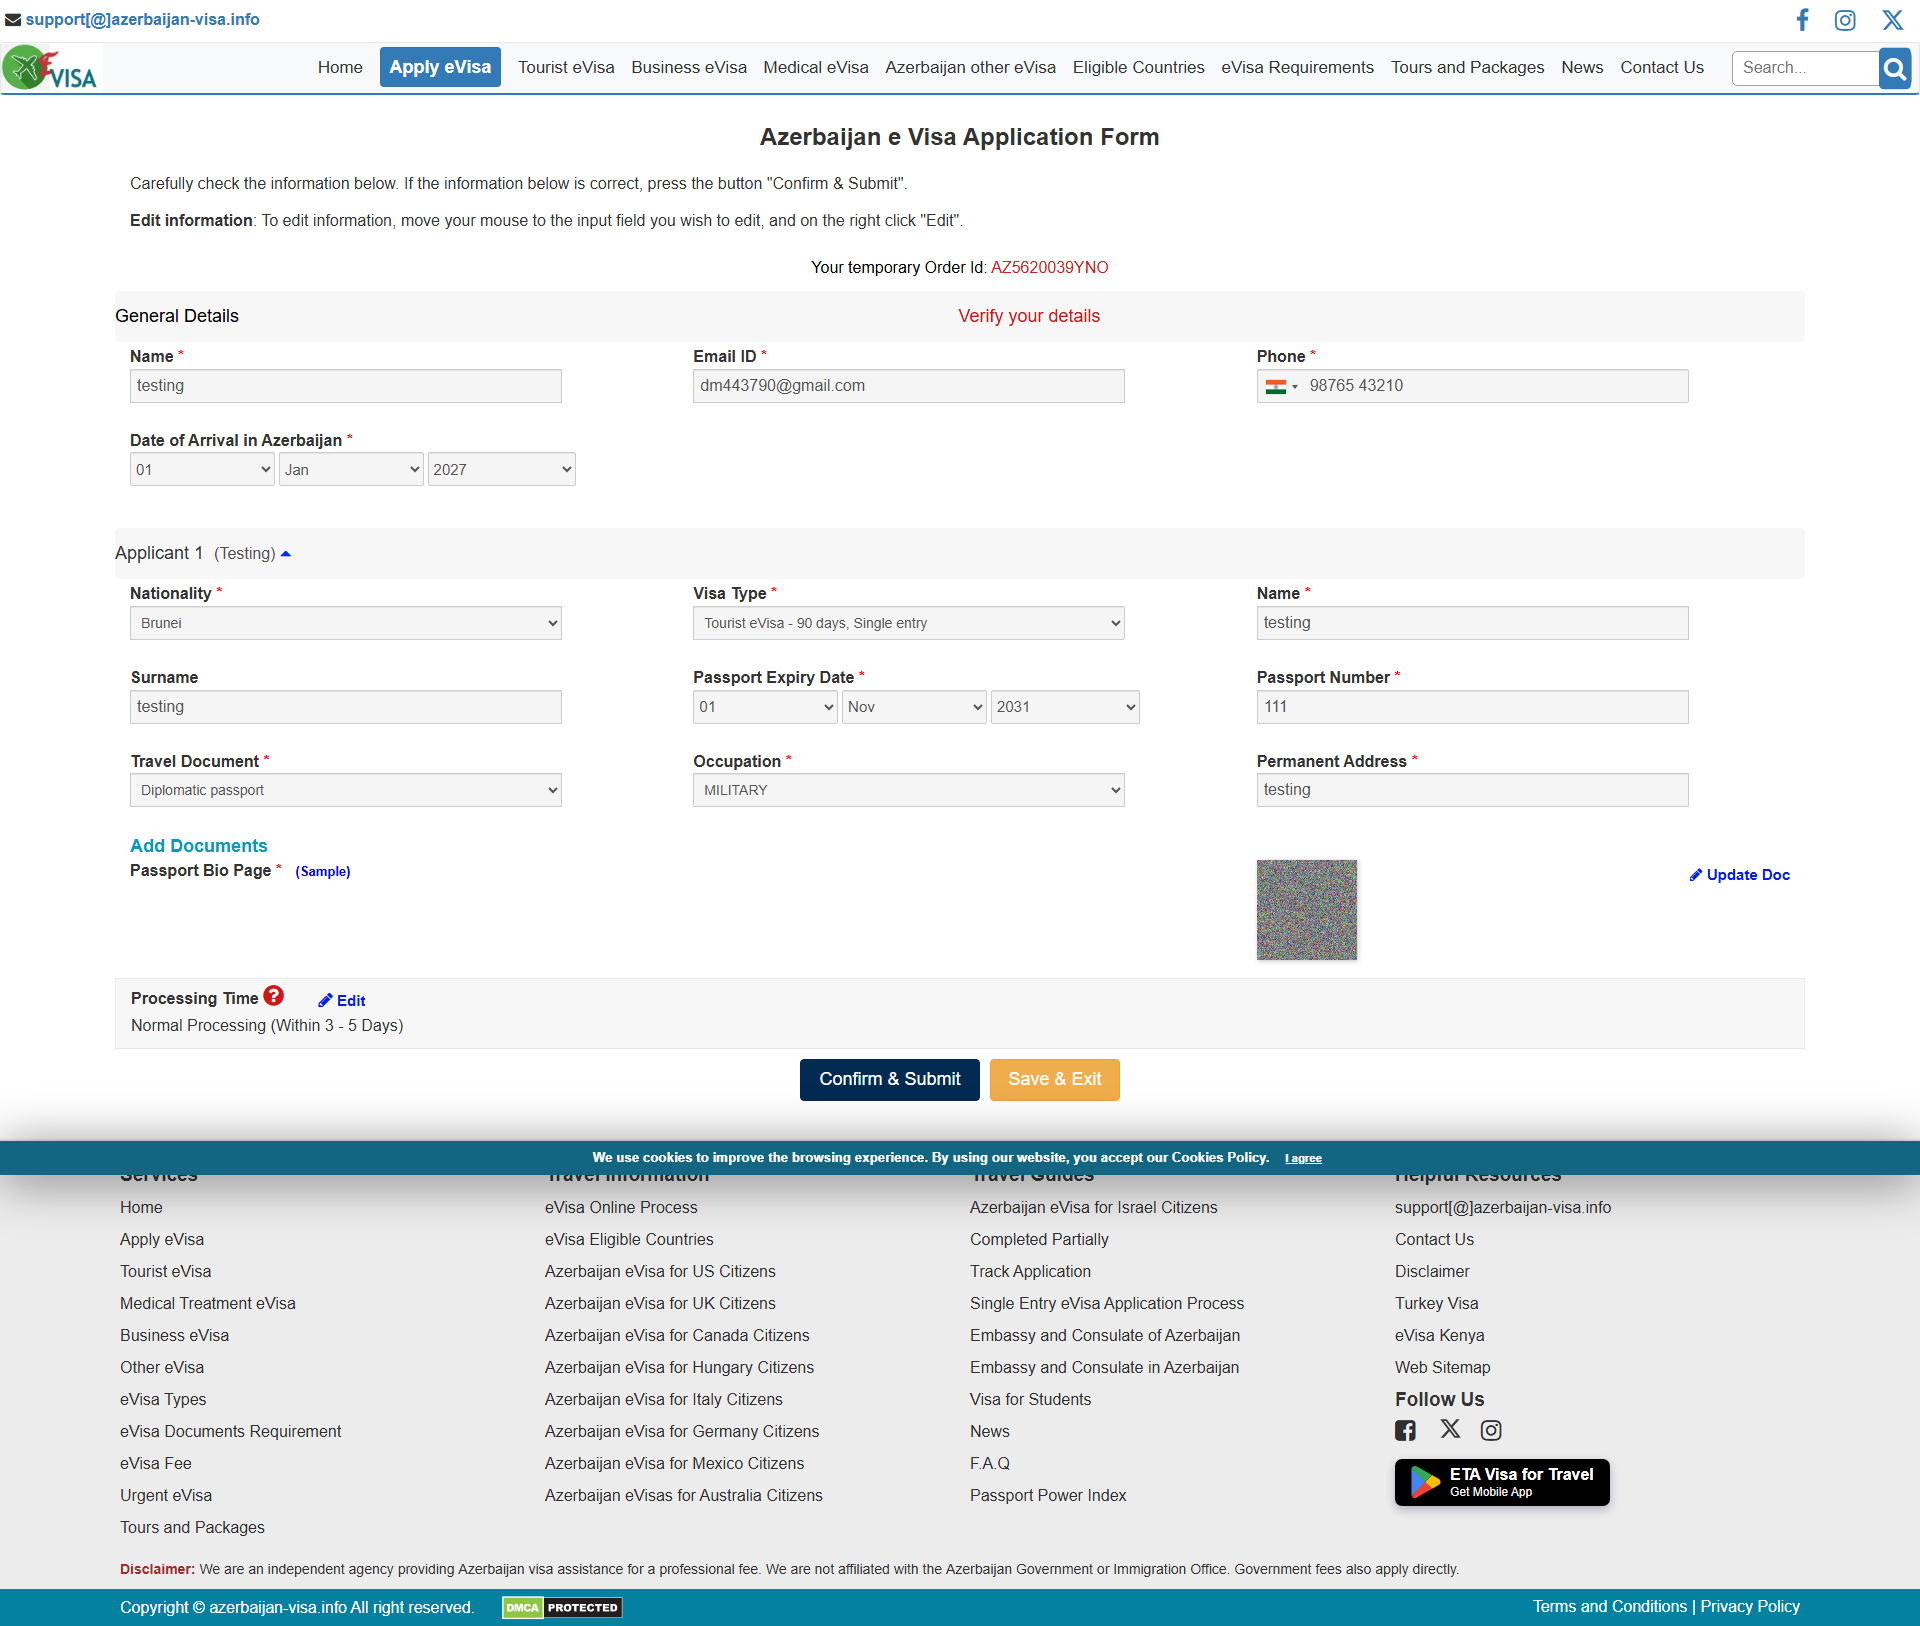 support[@]azerbaijan-visa.info
VISA
Home Apply eVisa Tourist eVisa Business eVisa Medical eVisa Azerbaijan other eVisa Eligible Countries eVisa Requirements Tours and Packages News Contact Us Search...
Azerbaijan e Visa Application Form
Carefully check the information below. If the information below is correct, press the button "Confirm & Submit".
Edit information: To edit information, move your mouse to the input field you wish to edit, and on the right click "Edit".
Your temporary Order Id: AZ5620039YNO
General Details Verify your details
Name * Email ID * Phone *
testing dm443790@gmail.com 98765 43210
Date of Arrival in Azerbaijan *
01 Jan 2027
Applicant 1 (Testing)
Nationality * Visa Type * Name *
Brunei Tourist eVisa - 90 days, Single entry testing
Surname Passport Expiry Date * Passport Number *
testing 01 Nov 2031 111
Travel Document * Occupation * Permanent Address *
Diplomatic passport MILITARY testing
Add Documents
Passport Bio Page * (Sample) Update Doc
Processing Time ? Edit
Normal Processing (Within 3 - 5 Days)
Confirm & Submit Save & Exit
We use cookies to improve the browsing experience. By using our website, you accept our Cookies Policy. I agree
Services Travel Information Travel Guides Helpful Resources
Home eVisa Online Process Azerbaijan eVisa for Israel Citizens support[@]azerbaijan-visa.info
Apply eVisa eVisa Eligible Countries Completed Partially Contact Us
Tourist eVisa Azerbaijan eVisa for US Citizens Track Application Disclaimer
Medical Treatment eVisa Azerbaijan eVisa for UK Citizens Single Entry eVisa Application Process Turkey Visa
Business eVisa Azerbaijan eVisa for Canada Citizens Embassy and Consulate of Azerbaijan eVisa Kenya
Other eVisa Azerbaijan eVisa for Hungary Citizens Embassy and Consulate in Azerbaijan Web Sitemap
eVisa Types Azerbaijan eVisa for Italy Citizens Visa for Students Follow Us
eVisa Documents Requirement Azerbaijan eVisa for Germany Citizens News
eVisa Fee Azerbaijan eVisa for Mexico Citizens F.A.Q ETA Visa for Travel
Get Mobile App
Urgent eVisa Azerbaijan eVisas for Australia Citizens Passport Power Index
Tours and Packages
Disclaimer: We are an independent agency providing Azerbaijan visa assistance for a professional fee. We are not affiliated with the Azerbaijan Government or Immigration Office. Government fees also apply directly.
Copyright © azerbaijan-visa.info All right reserved. DMCA PROTECTED Terms and Conditions | Privacy Policy